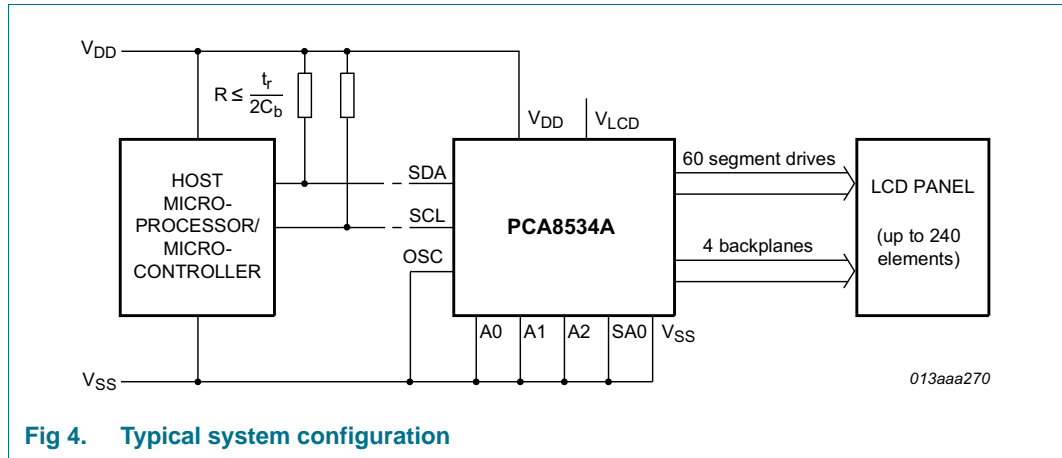 VDD
R ≤ tr
2Cb
VDD
VLCD
HOST
MICRO-
PROCESSOR/
MICRO-
CONTROLLER
SDA
SCL
OSC
PCA8534A
60 segment drives
4 backplanes
LCD PANEL
(up to 240
elements)
A0 A1 A2 SA0 VSS
VSS
013aaa270
Fig 4. Typical system configuration